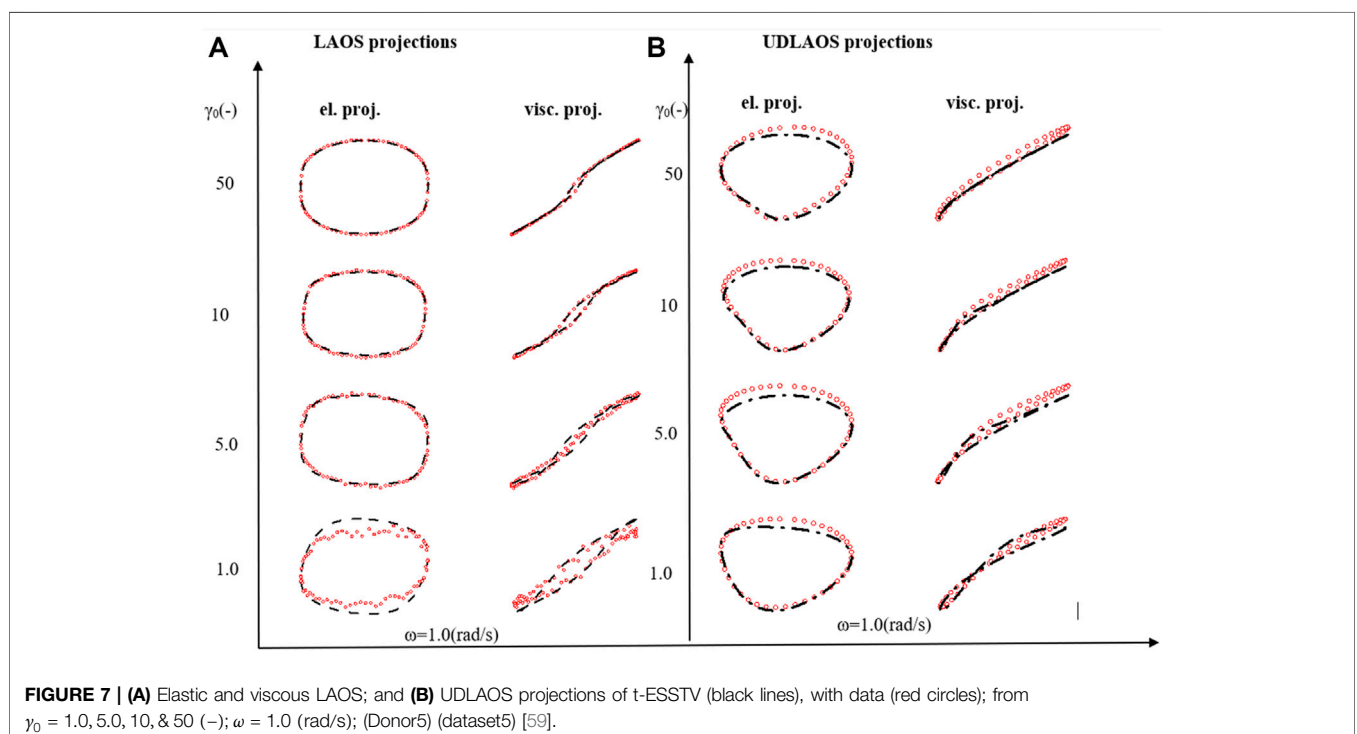 A
LAOS projections
B
UDLAOS projections
γ₀(-)
el. proj.
visc. proj.
γ₀(-)
el. proj.
visc. proj.
50
50
10
10
5.0
5.0
1.0
1.0
ω=1.0(rad/s)
ω=1.0(rad/s)
FIGURE 7 | (A) Elastic and viscous LAOS; and (B) UDLAOS projections of t-ESSTV (black lines), with data (red circles); from
γ₀ = 1.0, 5.0, 10, & 50 (−); ω = 1.0 (rad/s); (Donor5) (dataset5) [59].